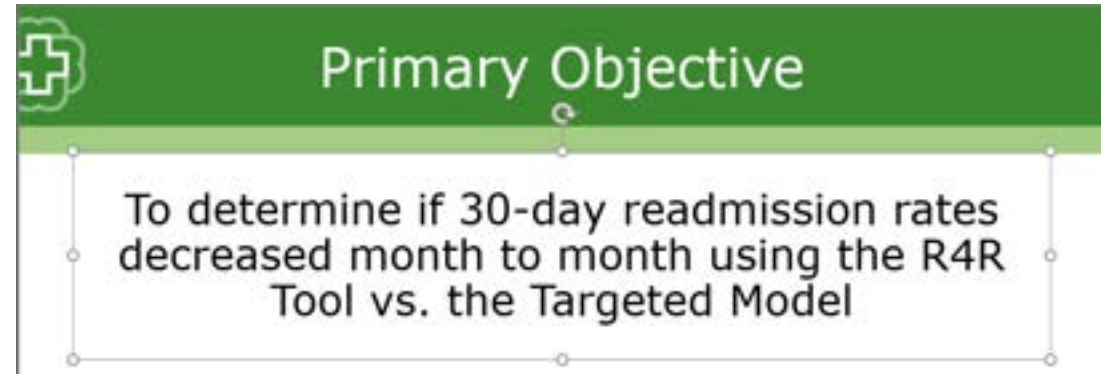 Primary Objective
To determine if 30-day readmission rates
decreased month to month using the R4R
Tool vs. the Targeted Model